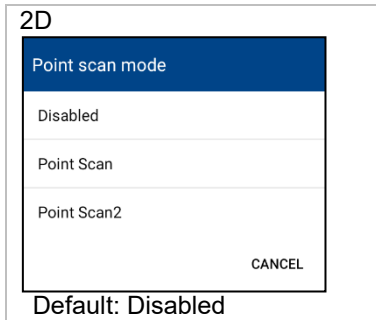 2D
Point scan mode
Disabled
Point Scan
Point Scan2
CANCEL
Default: Disabled